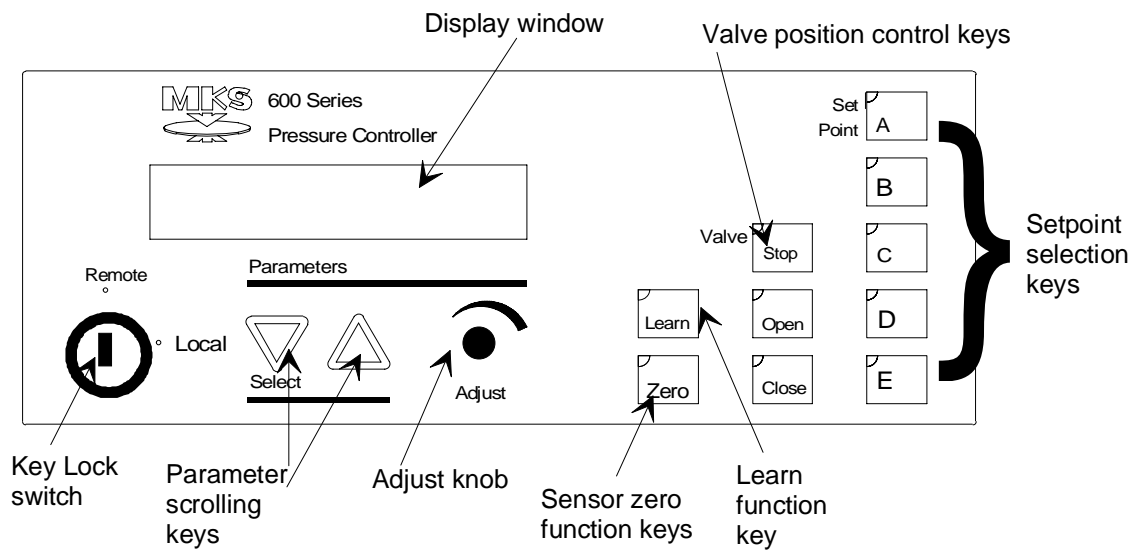 Display window
Valve position control keys
MKS 600 Series
Pressure Controller
Set
Point
A
B
C
D
E
Setpoint
selection
keys
Valve
Stop
Learn
Open
Zero
Close
Remote
Local
Parameters
Select
Adjust
Key Lock
switch
Parameter
scrolling
keys
Adjust knob
Sensor zero
function keys
Learn
function
key